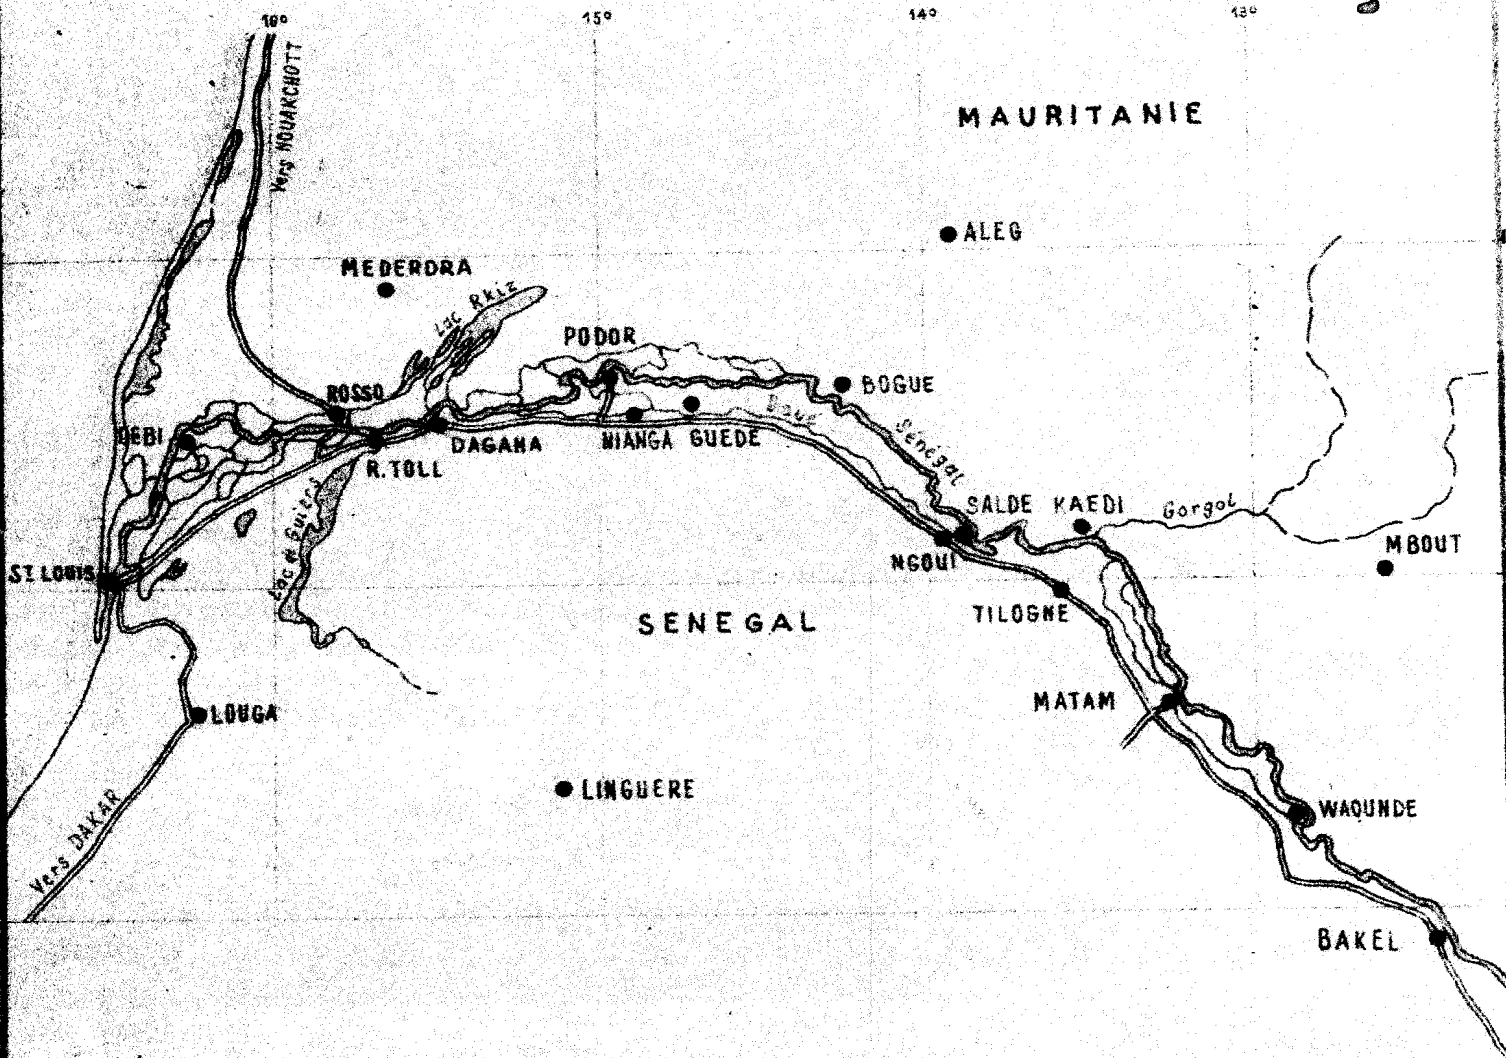 16° 15° 14° 13°
Vers NOUAKCHOTT
MAURITANIE
ALEG
MEDERDRA
Lac Rkiz
PODOR
ROSSO
BOGUE
DEBI
DAGANA
NIANGA GUEDE
Doué
Sénégal
R.TOLL
Lac de Guiers
SALDE KAEDI
Gorgol
MBOUT
NGOUI
ST.LOUIS
TILOGNE
SENEGAL
MATAM
LOUGA
LINGUERE
WAOUNDE
Vers DAKAR
BAKEL